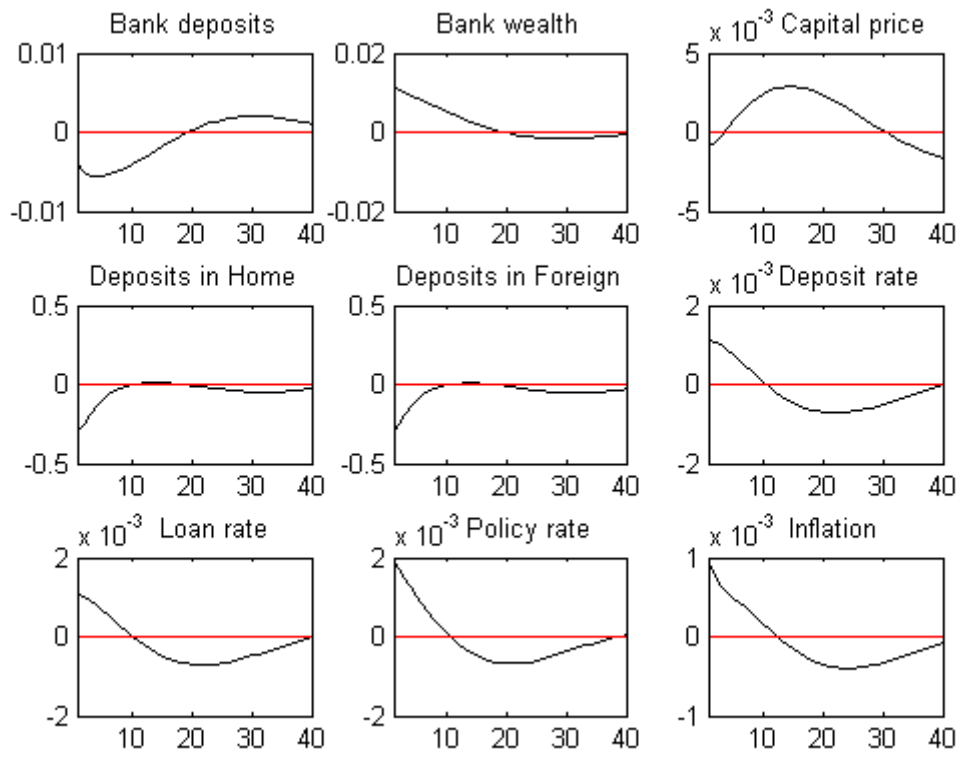 Bank deposits
0.01
0
-0.01
10 20 30 40
Bank wealth
0.02
0
-0.02
10 20 30 40
x 10^-3 Capital price
5
0
-5
10 20 30 40
Deposits in Home
0.5
0
-0.5
10 20 30 40
Deposits in Foreign
0.5
0
-0.5
10 20 30 40
x 10^-3 Deposit rate
2
0
-2
10 20 30 40
x 10^-3 Loan rate
2
0
-2
10 20 30 40
x 10^-3 Policy rate
2
0
-2
10 20 30 40
x 10^-3 Inflation
1
0
-1
10 20 30 40